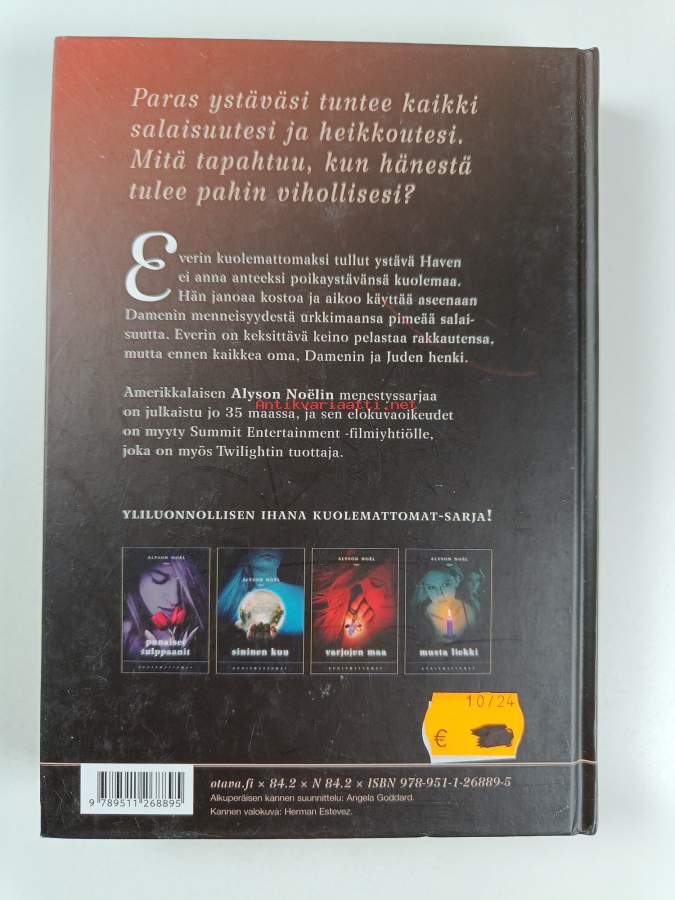 Paras ystäväsi tuntee kaikki
salaisuutesi ja heikkoutesi.
Mitä tapahtuu, kun hänestä
tulee pahin vihollisesi?
Everin kuolemattomaksi tullut ystävä Haven
ei anna anteeksi poikaystävänsä kuolemaa.
Hän janoaa kostoa ja aikoo käyttää aseenaan
Damenin menneisyydestä urkkimaansa pimeää salai-
suutta. Everin on keksittävä keino pelastaa rakkautensa,
mutta ennen kaikkea oma, Damenin ja Juden henki.
Amerikkalaisen Alyson Noëlin menestyssarjaa
on julkaistu jo 35 maassa, ja sen elokuvaoikeudet
Antikvariaatti.net
on myyty Summit Entertainment -filmiyhtiölle,
joka on myös Twilightin tuottaja.
YLILUONNOLLISEN IHANA KUOLEMATTOMAT-SARJA!
ALYSON NOËL
punaiset
tulppaanit
KUOLEMATTOMAT
ALYSON NOËL
sininen kuu
KUOLEMATTOMAT
ALYSON NOËL
varjojen maa
KUOLEMATTOMAT
ALYSON NOËL
musta liekki
KUOLEMATTOMAT
10/24
€
otava.fi × 84.2 × N 84.2 × ISBN 978-951-1-26889-5
Alkuperäisen kannen suunnittelu: Angela Goddard.
Kannen valokuva: Herman Estevez.
9 789511 268895